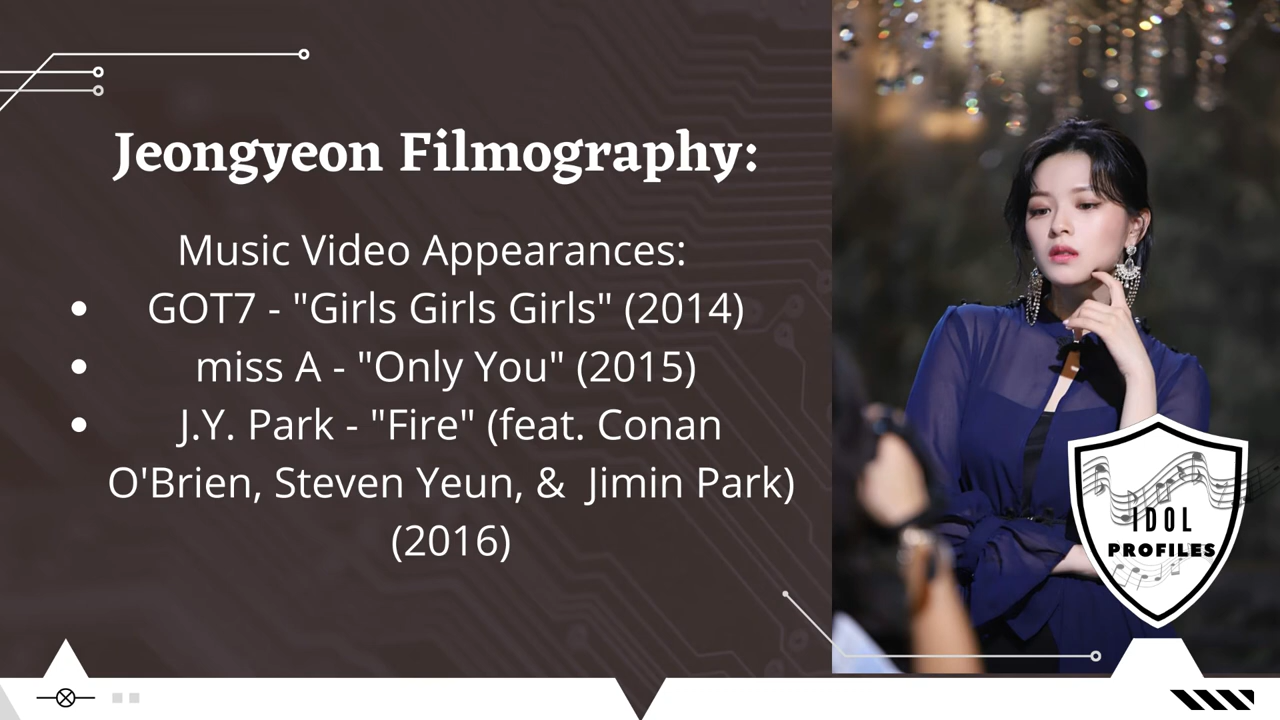 Jeongyeon Filmography:
Music Video Appearances:
• GOT7 - "Girls Girls Girls" (2014)
• miss A - "Only You" (2015)
• J.Y. Park - "Fire" (feat. Conan
O'Brien, Steven Yeun, & Jimin Park)
(2016)
IDOL
PROFILES